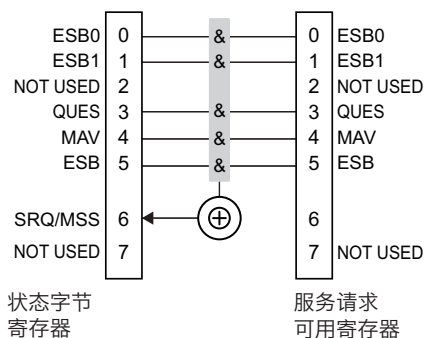 ESB0 0 & 0 ESB0
ESB1 1 & 1 ESB1
NOT USED 2 2 NOT USED
QUES 3 & 3 QUES
MAV 4 & 4 MAV
ESB 5 & 5 ESB
SRQ/MSS 6 6
NOT USED 7 7 NOT USED
状态字节 服务请求
寄存器 可用寄存器